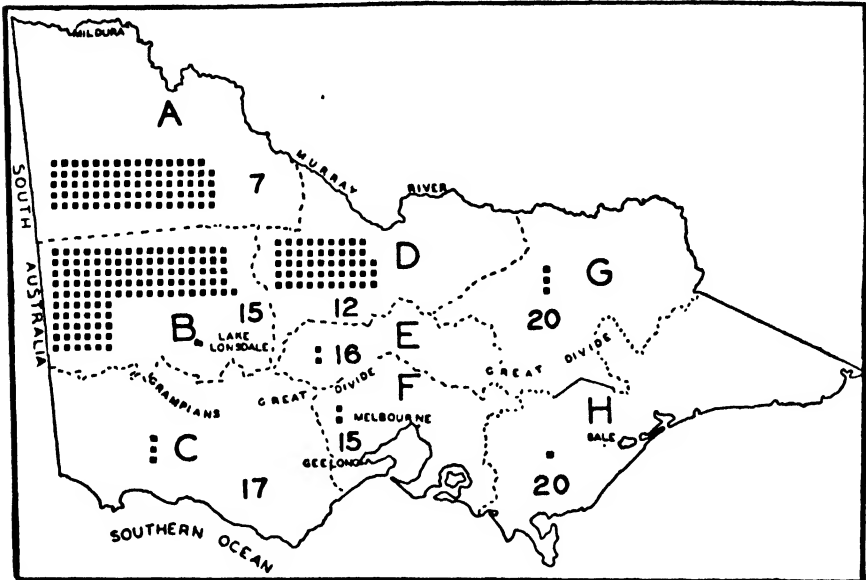 MILDURA
A
SOUTH AUSTRALIA
7
MURRAY RIVER
D
G
B
LAKE LONSDALE
15
12
20
E
16
GREAT DIVIDE
GRAMPIANS
GREAT DIVIDE
F
MELBOURNE
H
SALE
C
15
GEELONG
17
20
SOUTHERN OCEAN